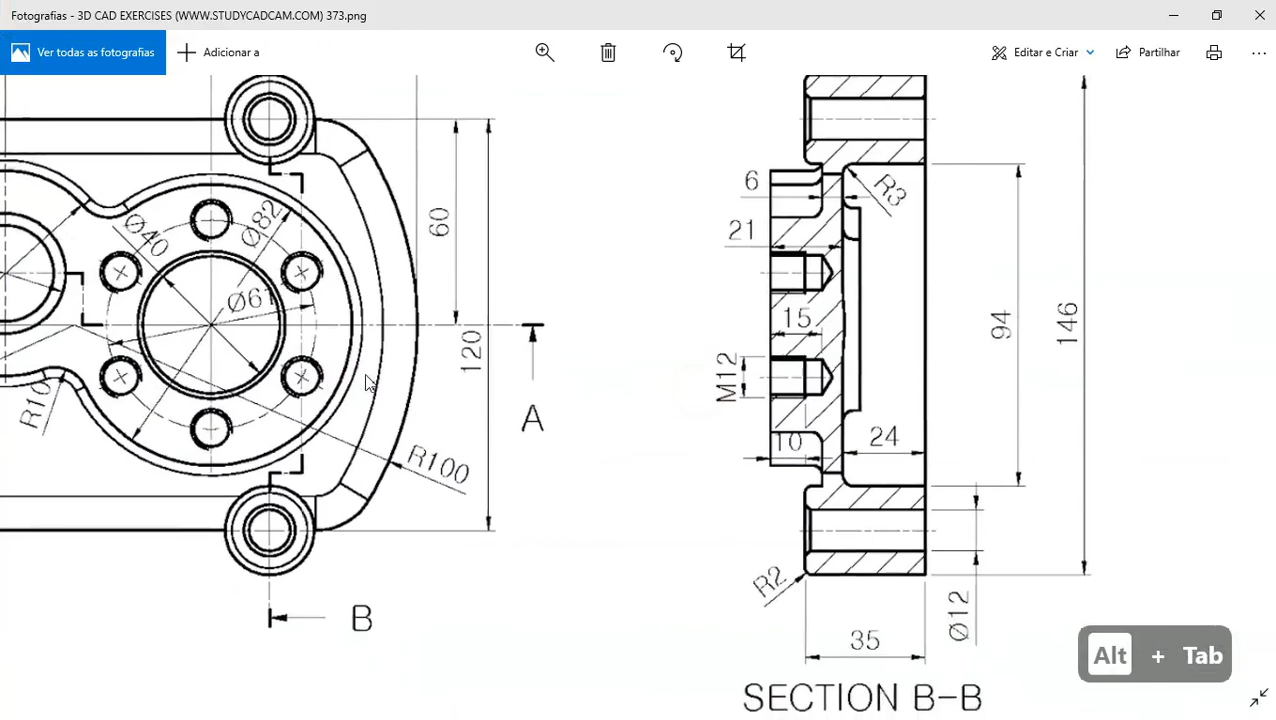 Fotografias - 3D CAD EXERCISES (WWW.STUDYCADCAM.COM) 373.png
Ver todas as fotografias
Adicionar a
Editar e Criar
Partilhar
Ø40
Ø82
Ø61
R10
R100
60
120
A
B
6
R3
21
15
M12
10
24
94
146
R2
Ø12
35
SECTION B-B
Alt + Tab